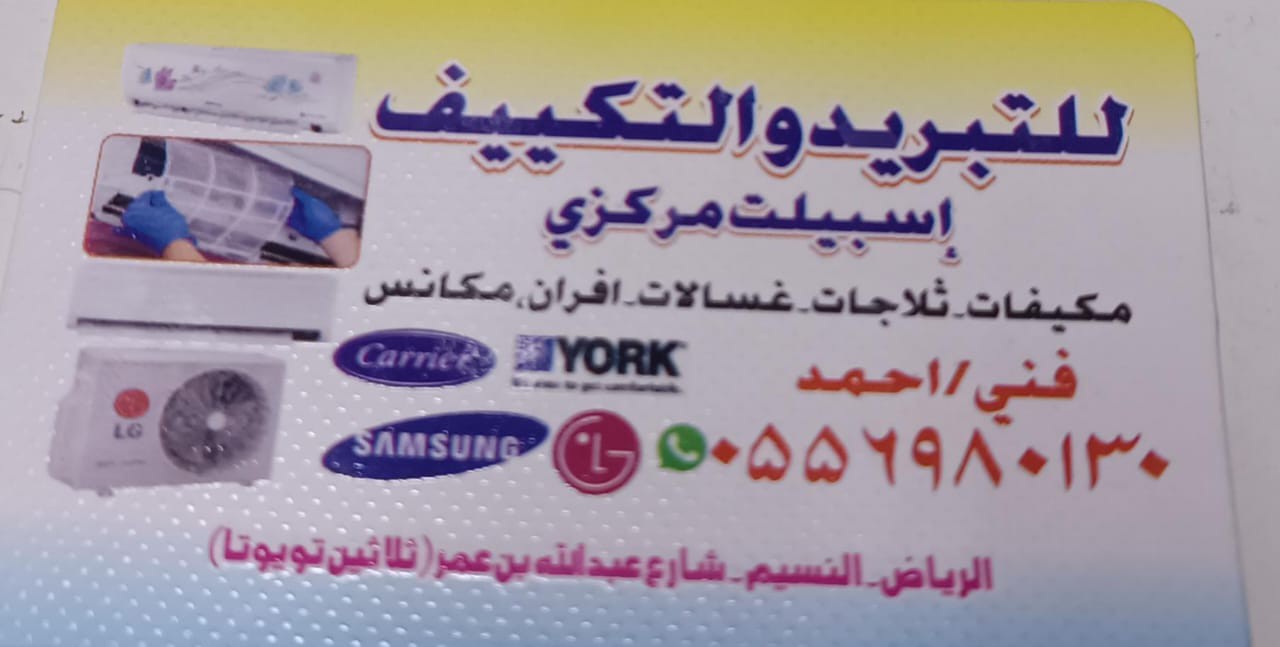 للتبريد والتكييف
إسبيلت مركزي
مكيفات - ثلاجات - غسالات - افران، مكانس
Carrier
YORK
فني / احمد
LG
SAMSUNG
LG
٠٥٥٦٩٨٠١٣٠
الرياض - النسيم - شارع عبدالله بن عمر (ثلاثين تويوتا)